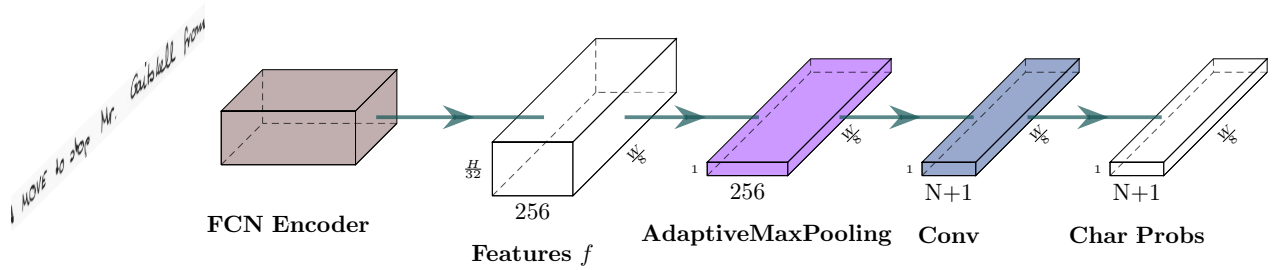 MOVE to stop Mr. Gaitskell from
FCN Encoder
H/32
256
W/8
Features f
1
256
W/8
AdaptiveMaxPooling
1
N+1
W/8
Conv
1
N+1
W/8
Char Probs